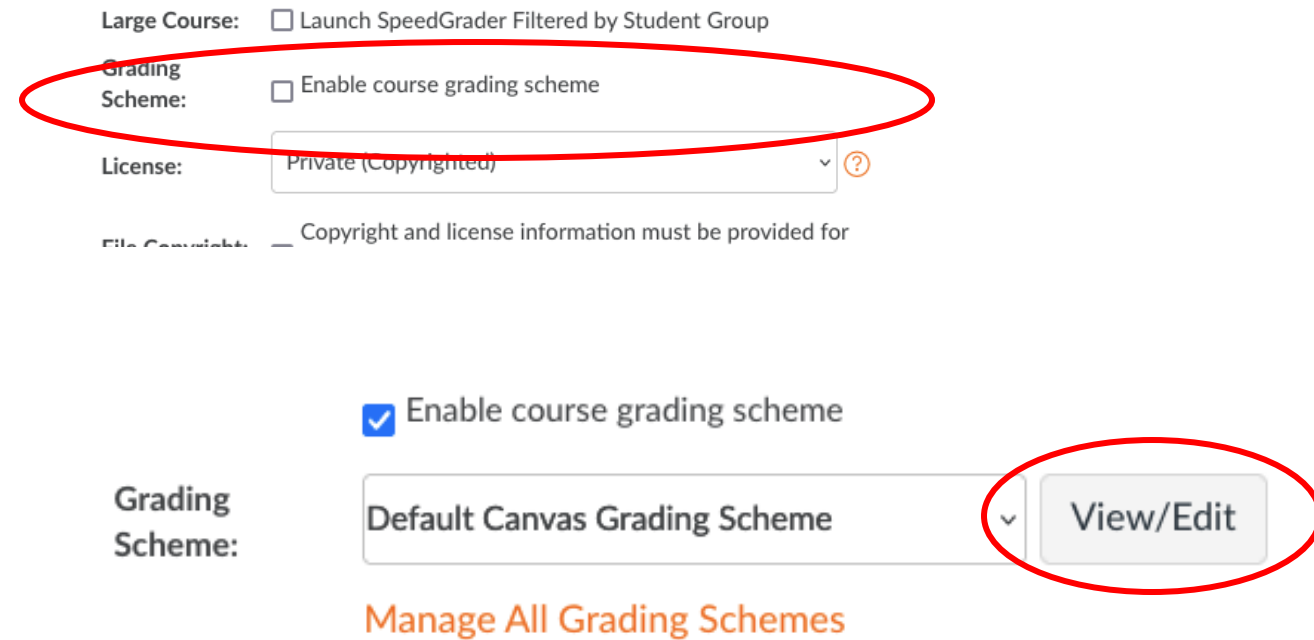 Large Course: Launch SpeedGrader Filtered by Student Group
Grading
Scheme: Enable course grading scheme
License: Private (Copyrighted)
?
File Copyright: Copyright and license information must be provided for
Enable course grading scheme
Grading
Scheme: Default Canvas Grading Scheme View/Edit
Manage All Grading Schemes